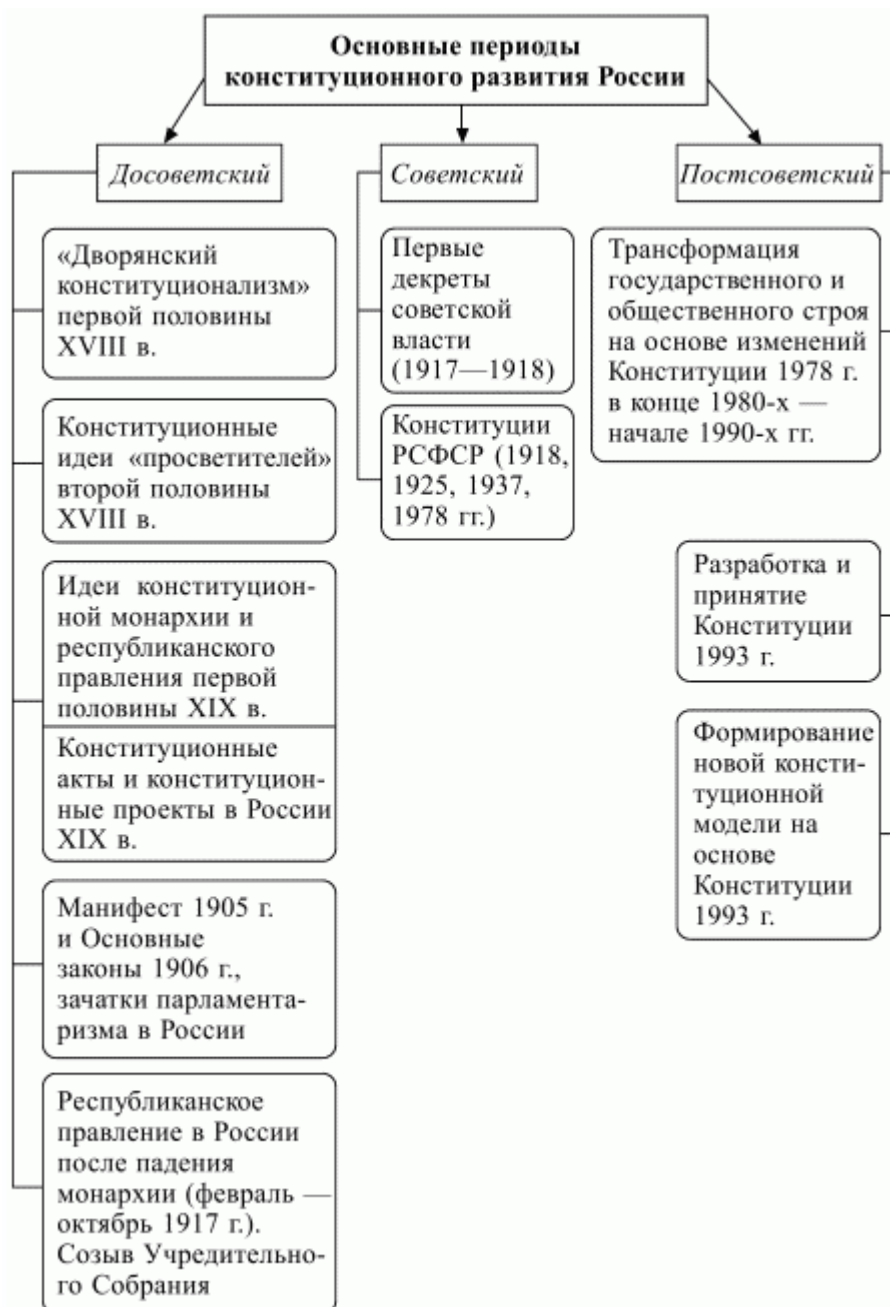 Основные периоды
конституционного развития России
Досоветский
«Дворянский
конституционализм»
первой половины
XVIII в.
Конституционные
идеи «просветителей»
второй половины
XVIII в.
Идеи конституцион-
ной монархии и
республиканского
правления первой
половины XIX в.
Конституционные
акты и конституцион-
ные проекты в России
XIX в.
Манифест 1905 г.
и Основные
законы 1906 г.,
зачатки парламента-
ризма в России
Республиканское
правление в России
после падения
монархии (февраль —
октябрь 1917 г.).
Созыв Учредительно-
го Собрания
Советский
Первые
декреты
советской
власти
(1917—1918)
Конституции
РСФСР (1918,
1925, 1937,
1978 гг.)
Постсоветский
Трансформация
государственного и
общественного строя
на основе изменений
Конституции 1978 г.
в конце 1980-х —
начале 1990-х гг.
Разработка и
принятие
Конституции
1993 г.
Формирование
новой консти-
туционной
модели на
основе
Конституции
1993 г.